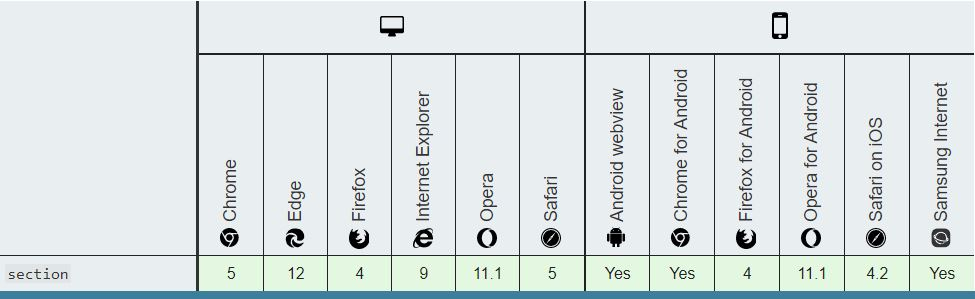 Chrome
Edge
Firefox
Internet Explorer
Opera
Safari
Android webview
Chrome for Android
Firefox for Android
Opera for Android
Safari on iOS
Samsung Internet
section 5 12 4 9 11.1 5 Yes Yes 4 11.1 4.2 Yes